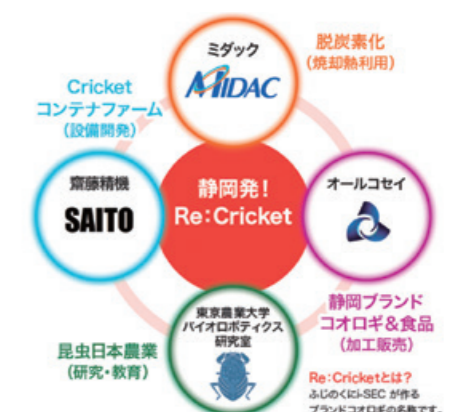 ミダック
MIDAC
脱炭素化
(焼却熱利用)
Cricket
コンテナファーム
(設備開発)
齋藤精機
SAITO
静岡発!
Re:Cricket
オールコセイ
静岡ブランド
コオロギ&食品
(加工販売)
東京農業大学
バイオロボティクス
研究室
昆虫日本農業
(研究・教育)
Re:Cricketとは?
ふじのくにi-SEC が作る
ブランドコオロギの名称です。